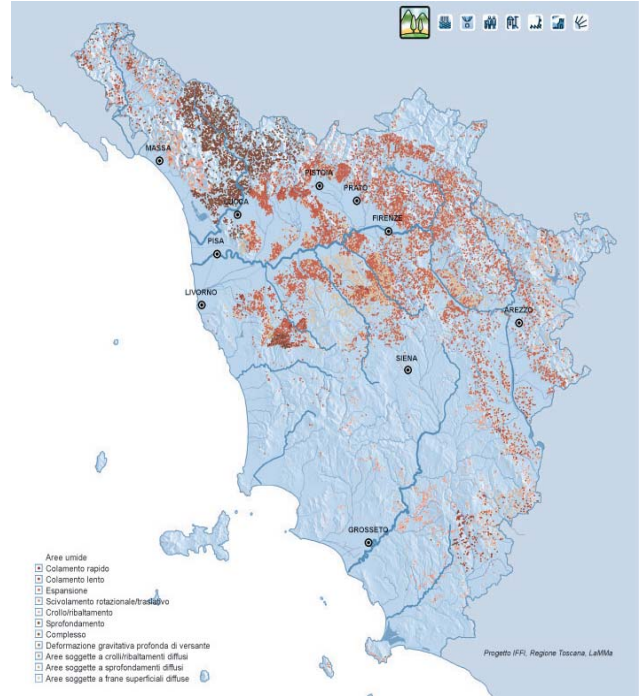 MASSA
PISTOIA
PRATO
LUCCA
FIRENZE
PISA
LIVORNO
AREZZO
SIENA
GROSSETO
Aree umide
Colamento rapido
Colamento lento
Espansione
Scivolamento rotazionale/traslativo
Crollo/ribaltamento
Sprofondamento
Complesso
Deformazione gravitativa profonda di versante
Aree soggette a crolli/ribaltamenti diffusi
Aree soggette a sprofondamenti diffusi
Aree soggette a frane superficiali diffuse
Progetto IFFI, Regione Toscana, LaMMa